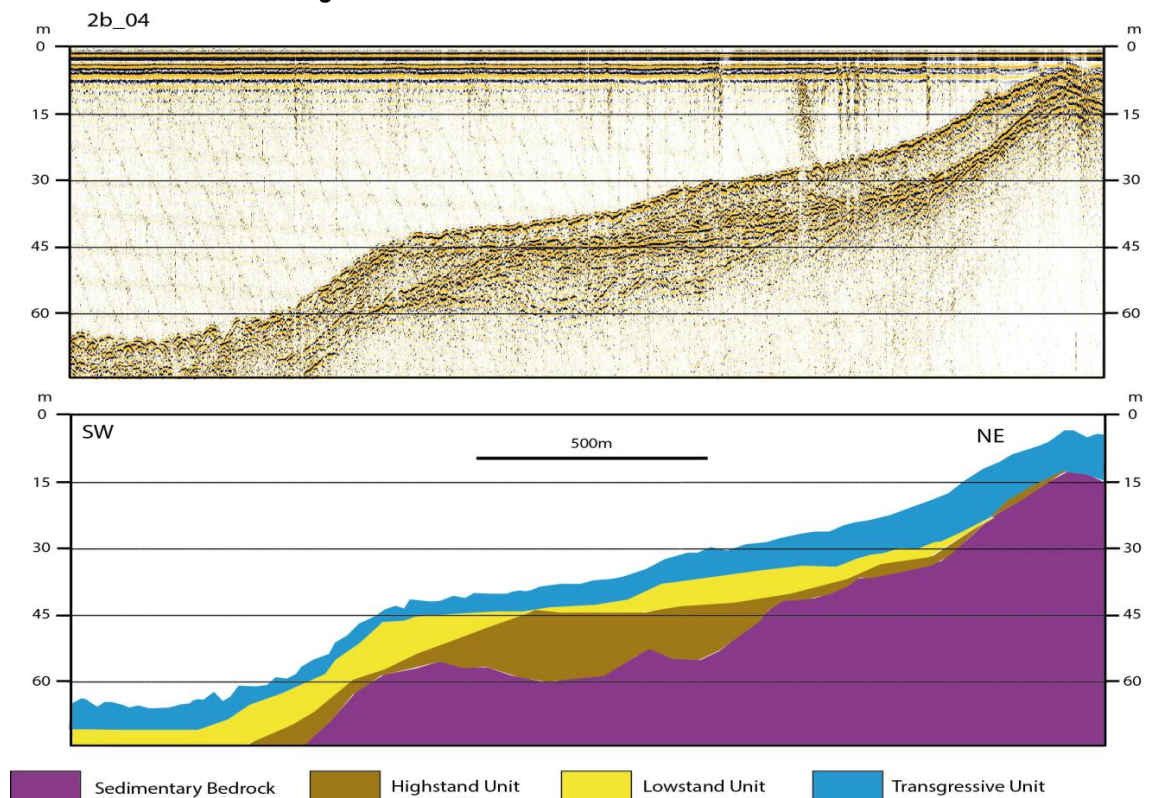 2b_04
m m
0 0
15 15
30 30
45 45
60 60
m m
0 0
SW NE
500m
15 15
30 30
45 45
60 60
Sedimentary Bedrock Highstand Unit Lowstand Unit Transgressive Unit